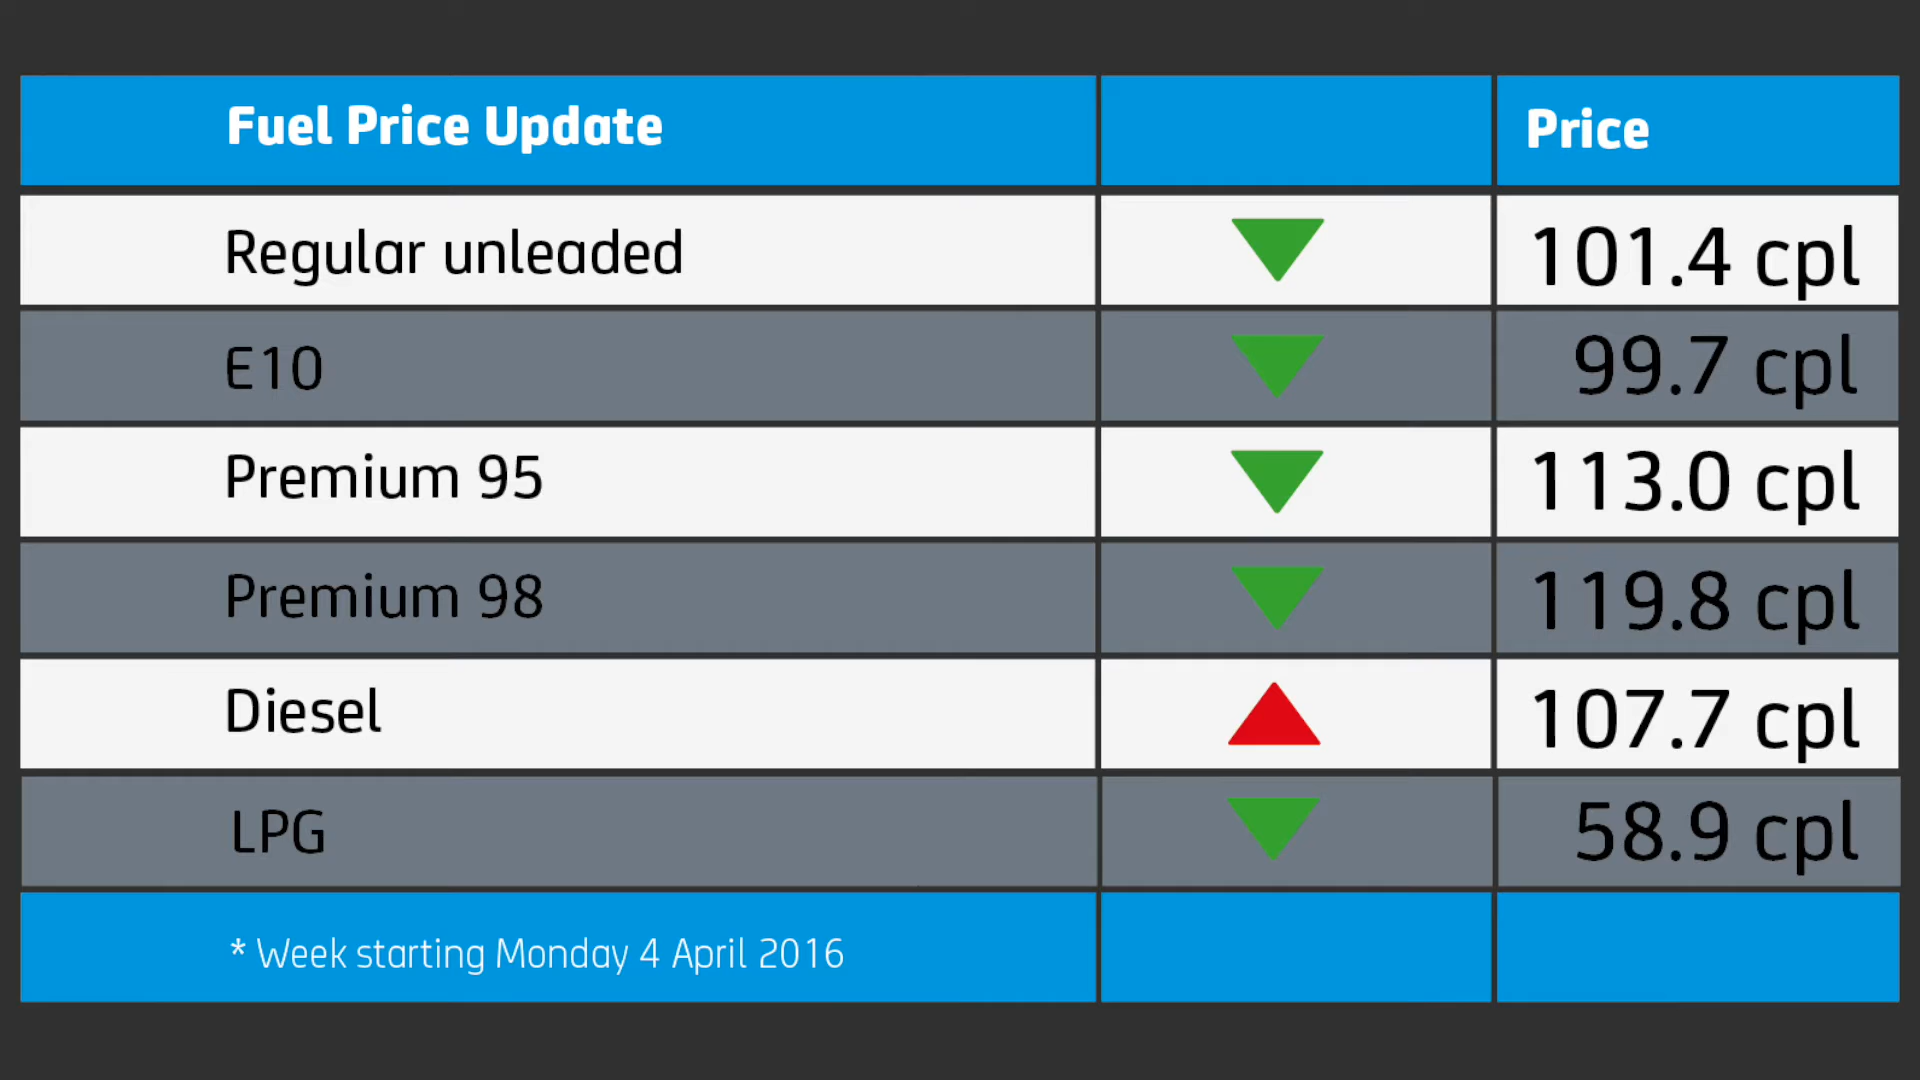 Fuel Price Update Price
Regular unleaded 101.4 cpl
E10 99.7 cpl
Premium 95 113.0 cpl
Premium 98 119.8 cpl
Diesel 107.7 cpl
LPG 58.9 cpl
* Week starting Monday 4 April 2016